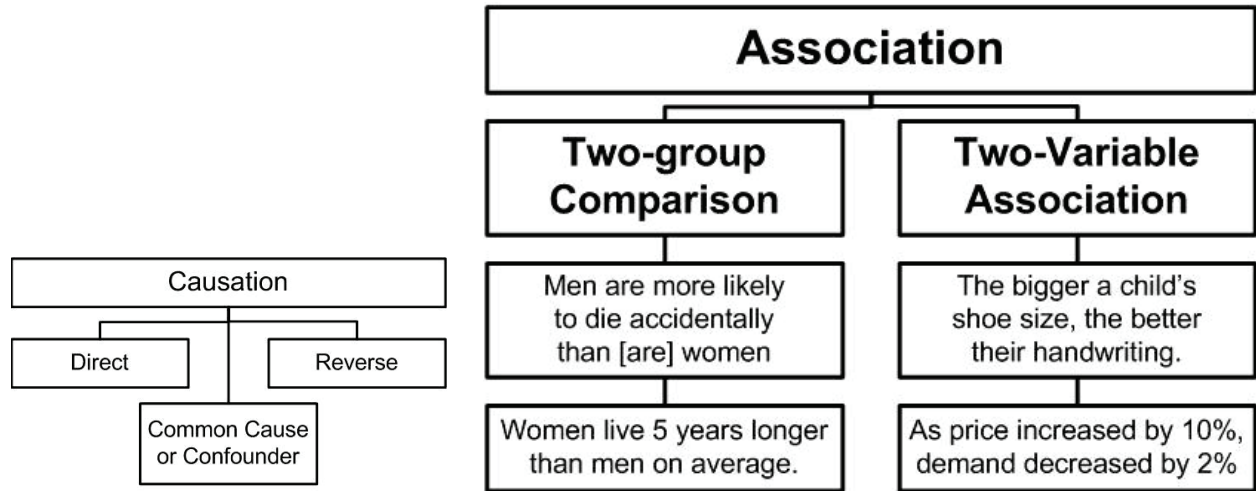 Causation
Direct
Reverse
Common Cause
or Confounder
Association
Two-group
Comparison
Two-Variable
Association
Men are more likely
to die accidentally
than [are] women
The bigger a child's
shoe size, the better
their handwriting.
Women live 5 years longer
than men on average.
As price increased by 10%,
demand decreased by 2%